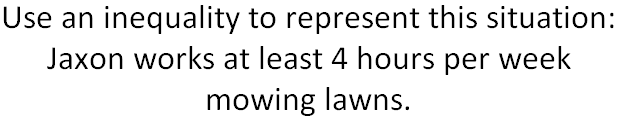 Use an inequality to represent this situation:
Jaxon works at least 4 hours per week
mowing lawns.